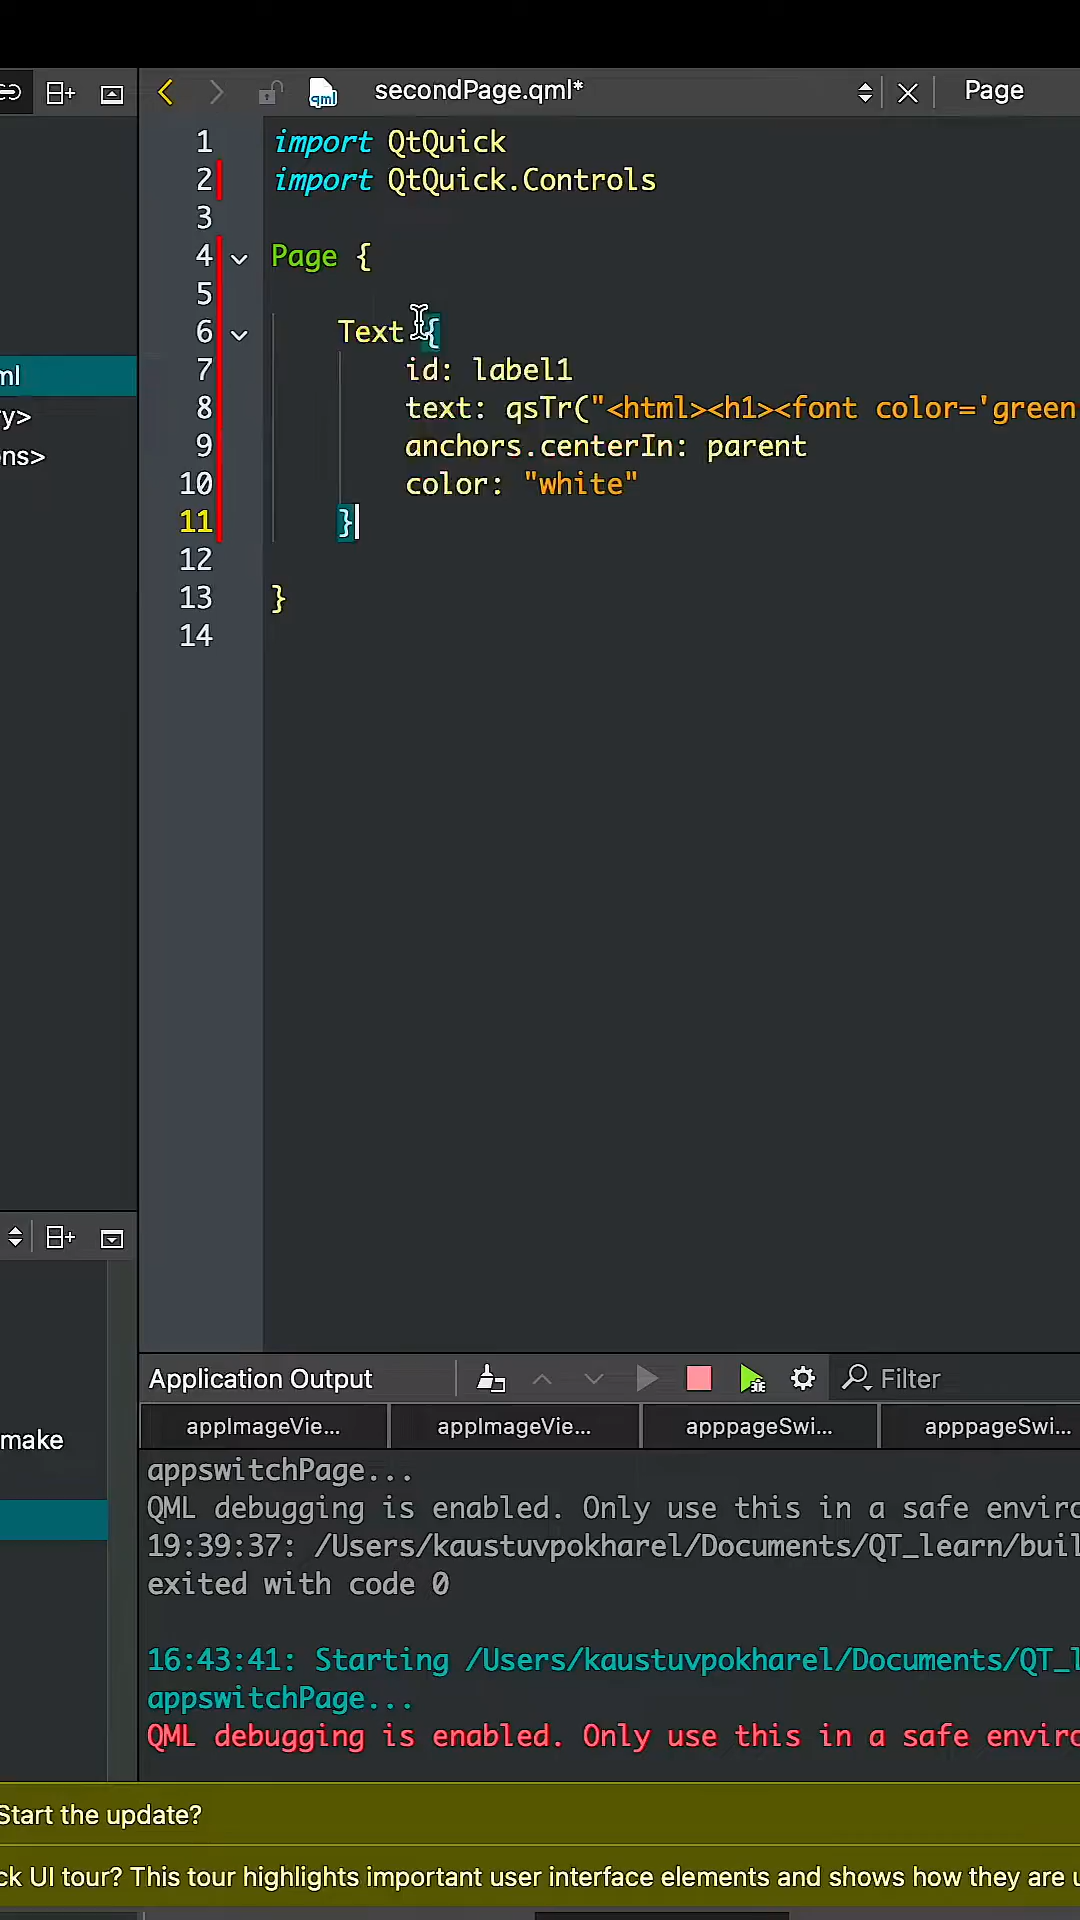 secondPage.qml* Page
1 import QtQuick
2 import QtQuick.Controls
3
4 Page {
5
6 Text {
7 id: label1
8 text: qsTr("<html><h1><font color='green
9 anchors.centerIn: parent
10 color: "white"
11 }
12
13 }
14
ml
y>
ons>
make
Application Output Filter
appImageVie... appImageVie... apppageSwi... apppageSwi...
appswitchPage...
QML debugging is enabled. Only use this in a safe enviro
19:39:37: /Users/kaustuvpokharel/Documents/QT_learn/buil
exited with code 0
16:43:41: Starting /Users/kaustuvpokharel/Documents/QT_l
appswitchPage...
QML debugging is enabled. Only use this in a safe enviro
Start the update?
ck UI tour? This tour highlights important user interface elements and shows how they are u